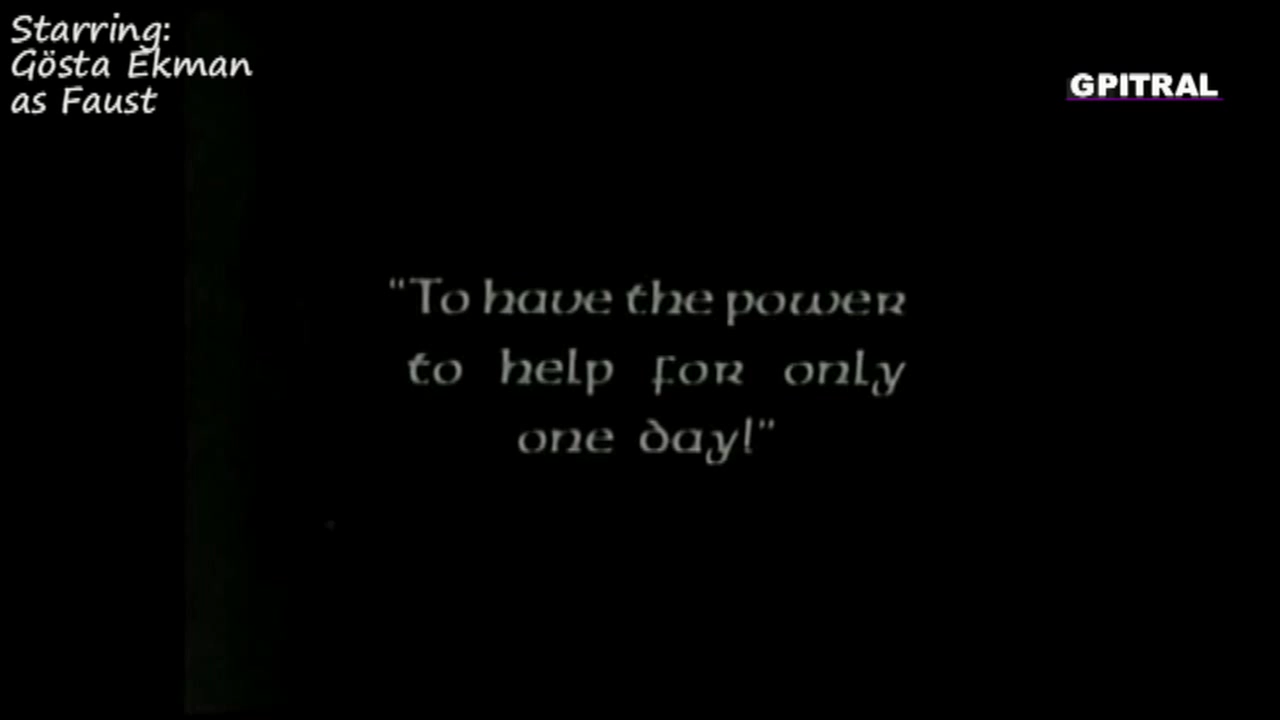 Starring:
Gösta Ekman
as Faust
GPITRAL
"To have the power
to help for only
one day!"